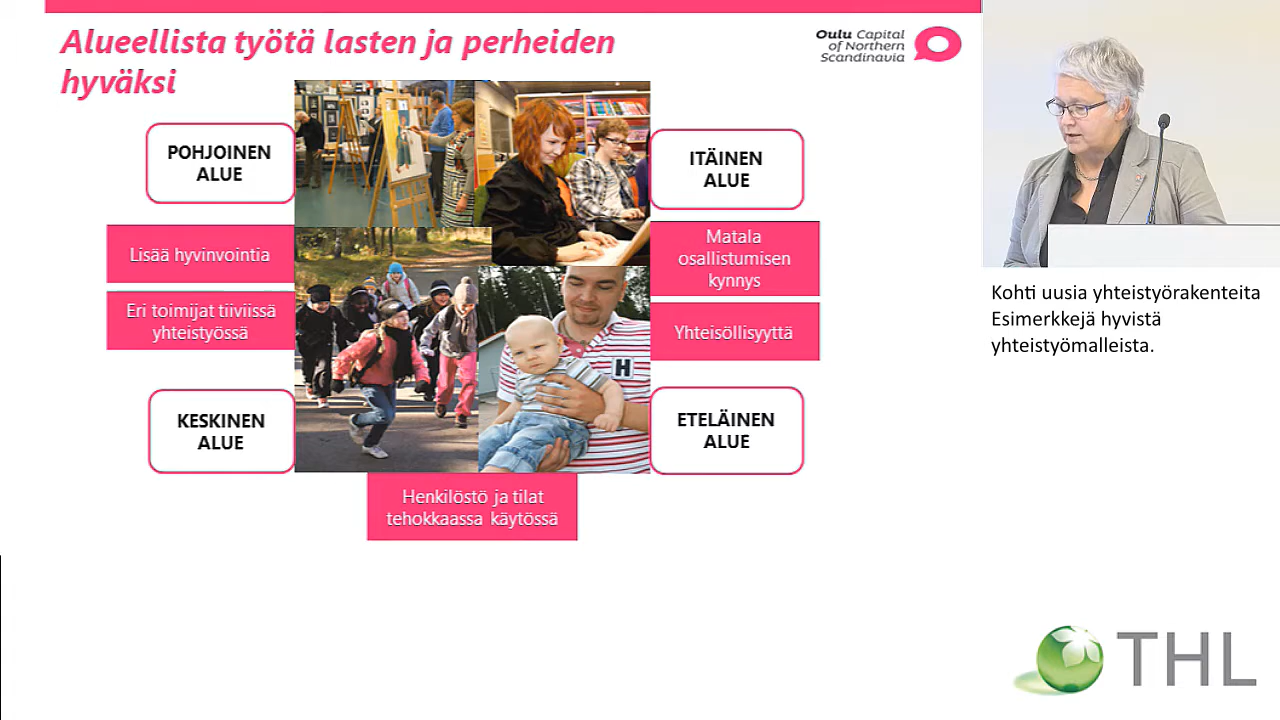 Alueellista työtä lasten ja perheiden
hyväksi
Oulu Capital
of Northern
Scandinavia
POHJOINEN
ALUE
ITÄINEN
ALUE
Lisää hyvinvointia
Eri toimijat tiiviissä
yhteistyössä
Matala
osallistumisen
kynnys
Yhteisöllisyyttä
H
KESKINEN
ALUE
ETELÄINEN
ALUE
Henkilöstö ja tilat
tehokkaassa käytössä
Kohti uusia yhteistyörakenteita
Esimerkkejä hyvistä
yhteistyömalleista.
THL